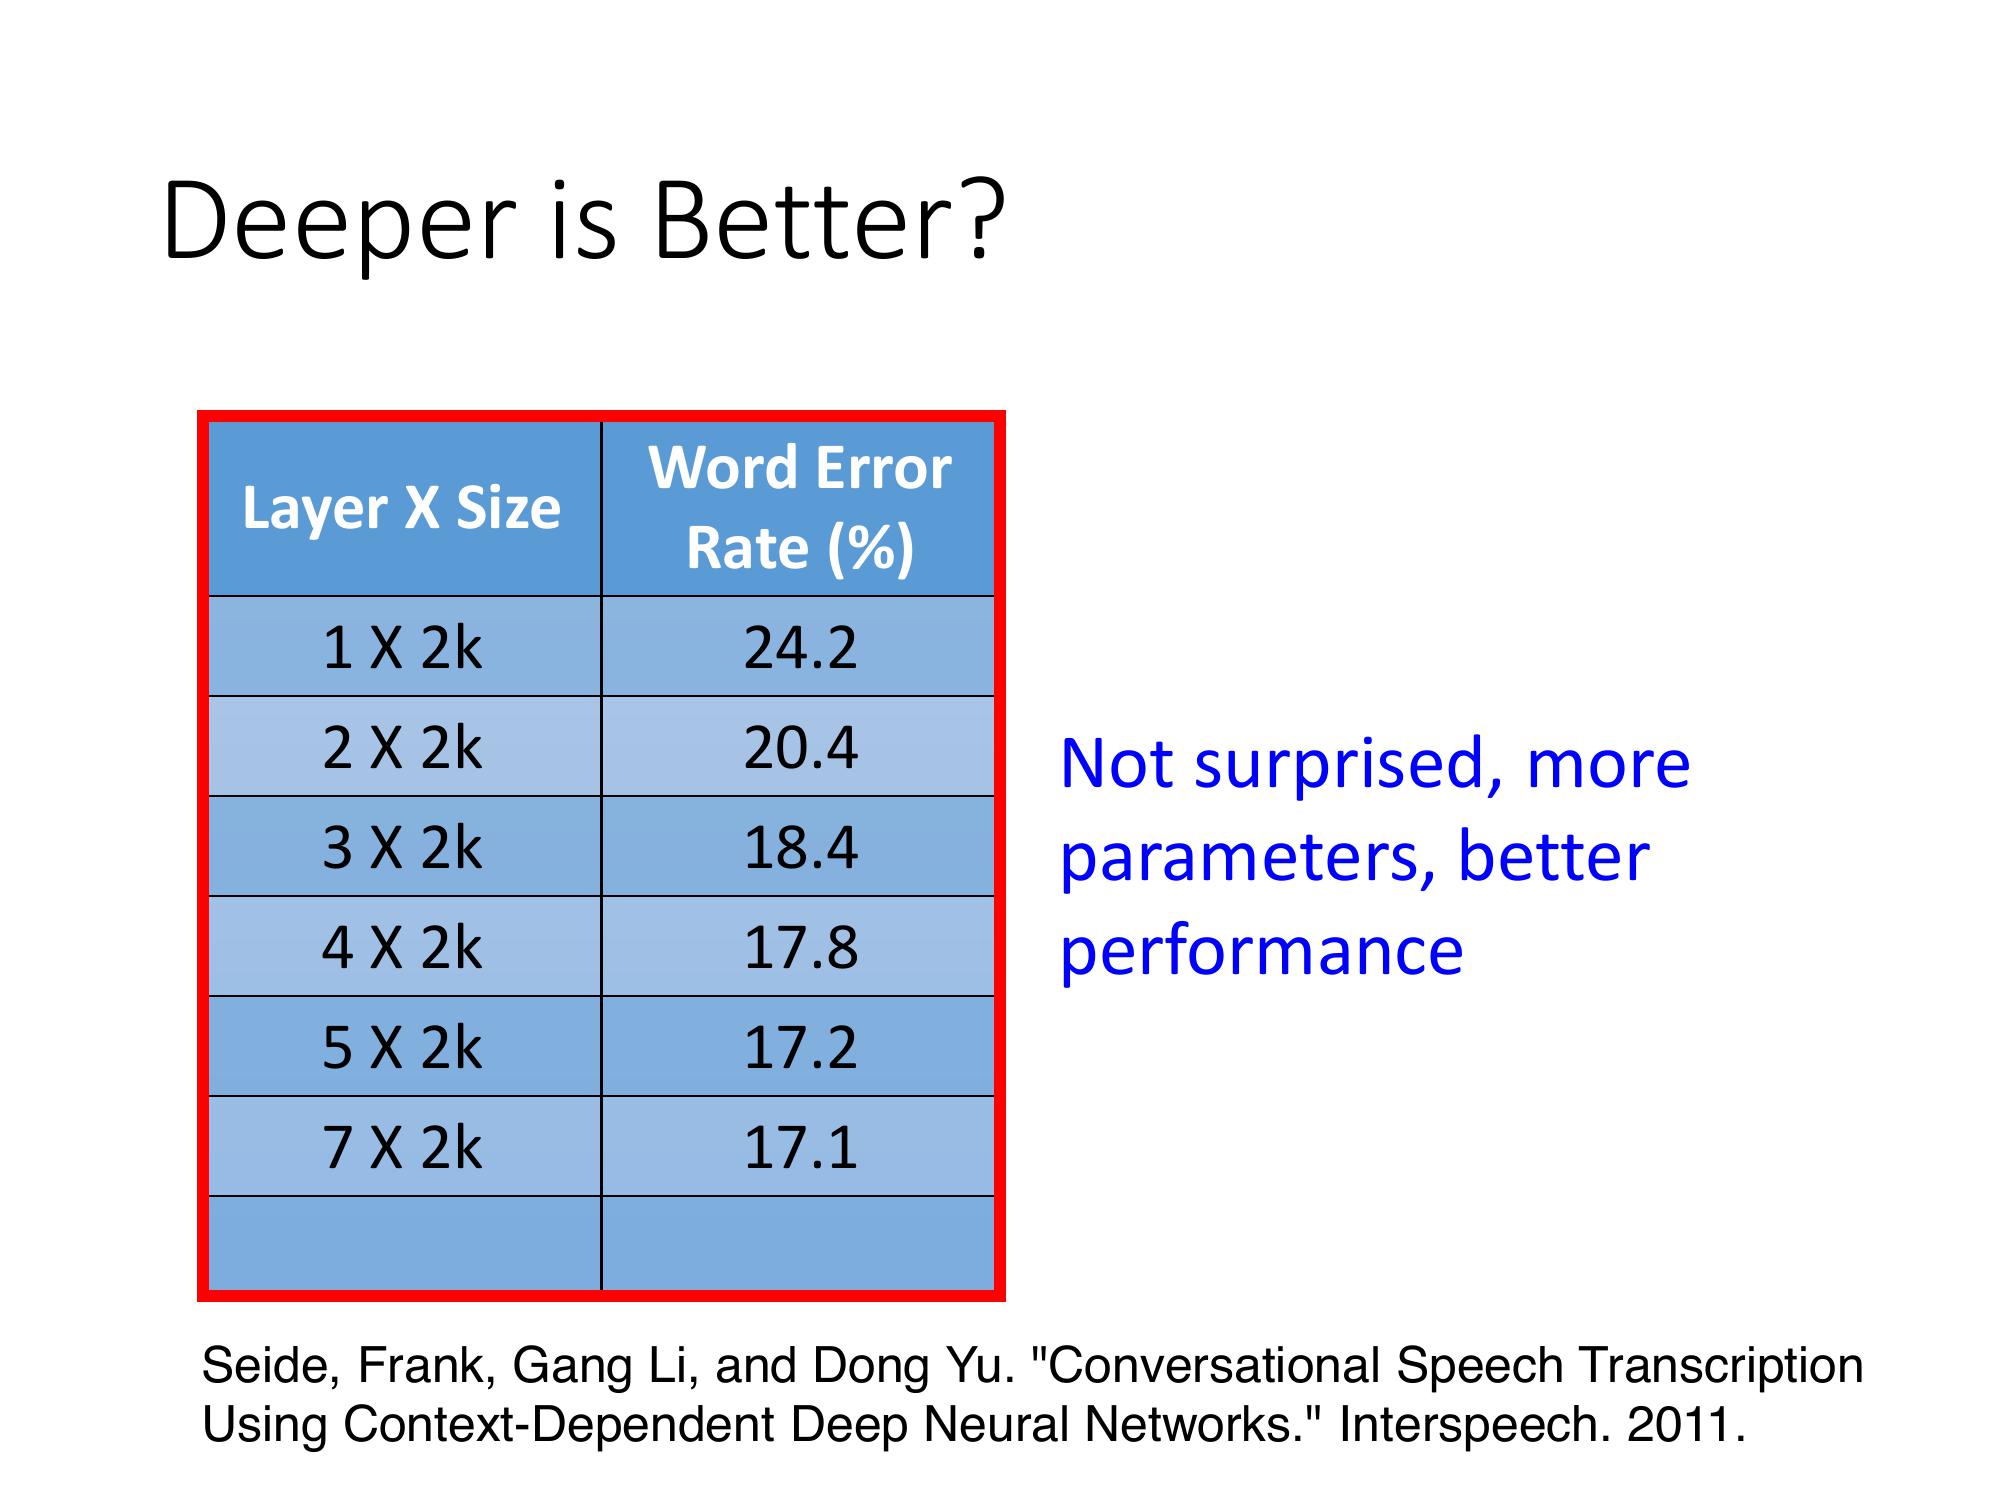 Deeper is Better?
Layer X Size
Word Error
Rate (%)
1 X 2k
24.2
2 X 2k
20.4
3 X 2k
18.4
4 X 2k
17.8
5 X 2k
17.2
7 X 2k
17.1
Not surprised, more
parameters, better
performance
Seide, Frank, Gang Li, and Dong Yu. "Conversational Speech Transcription
Using Context-Dependent Deep Neural Networks." Interspeech. 2011.